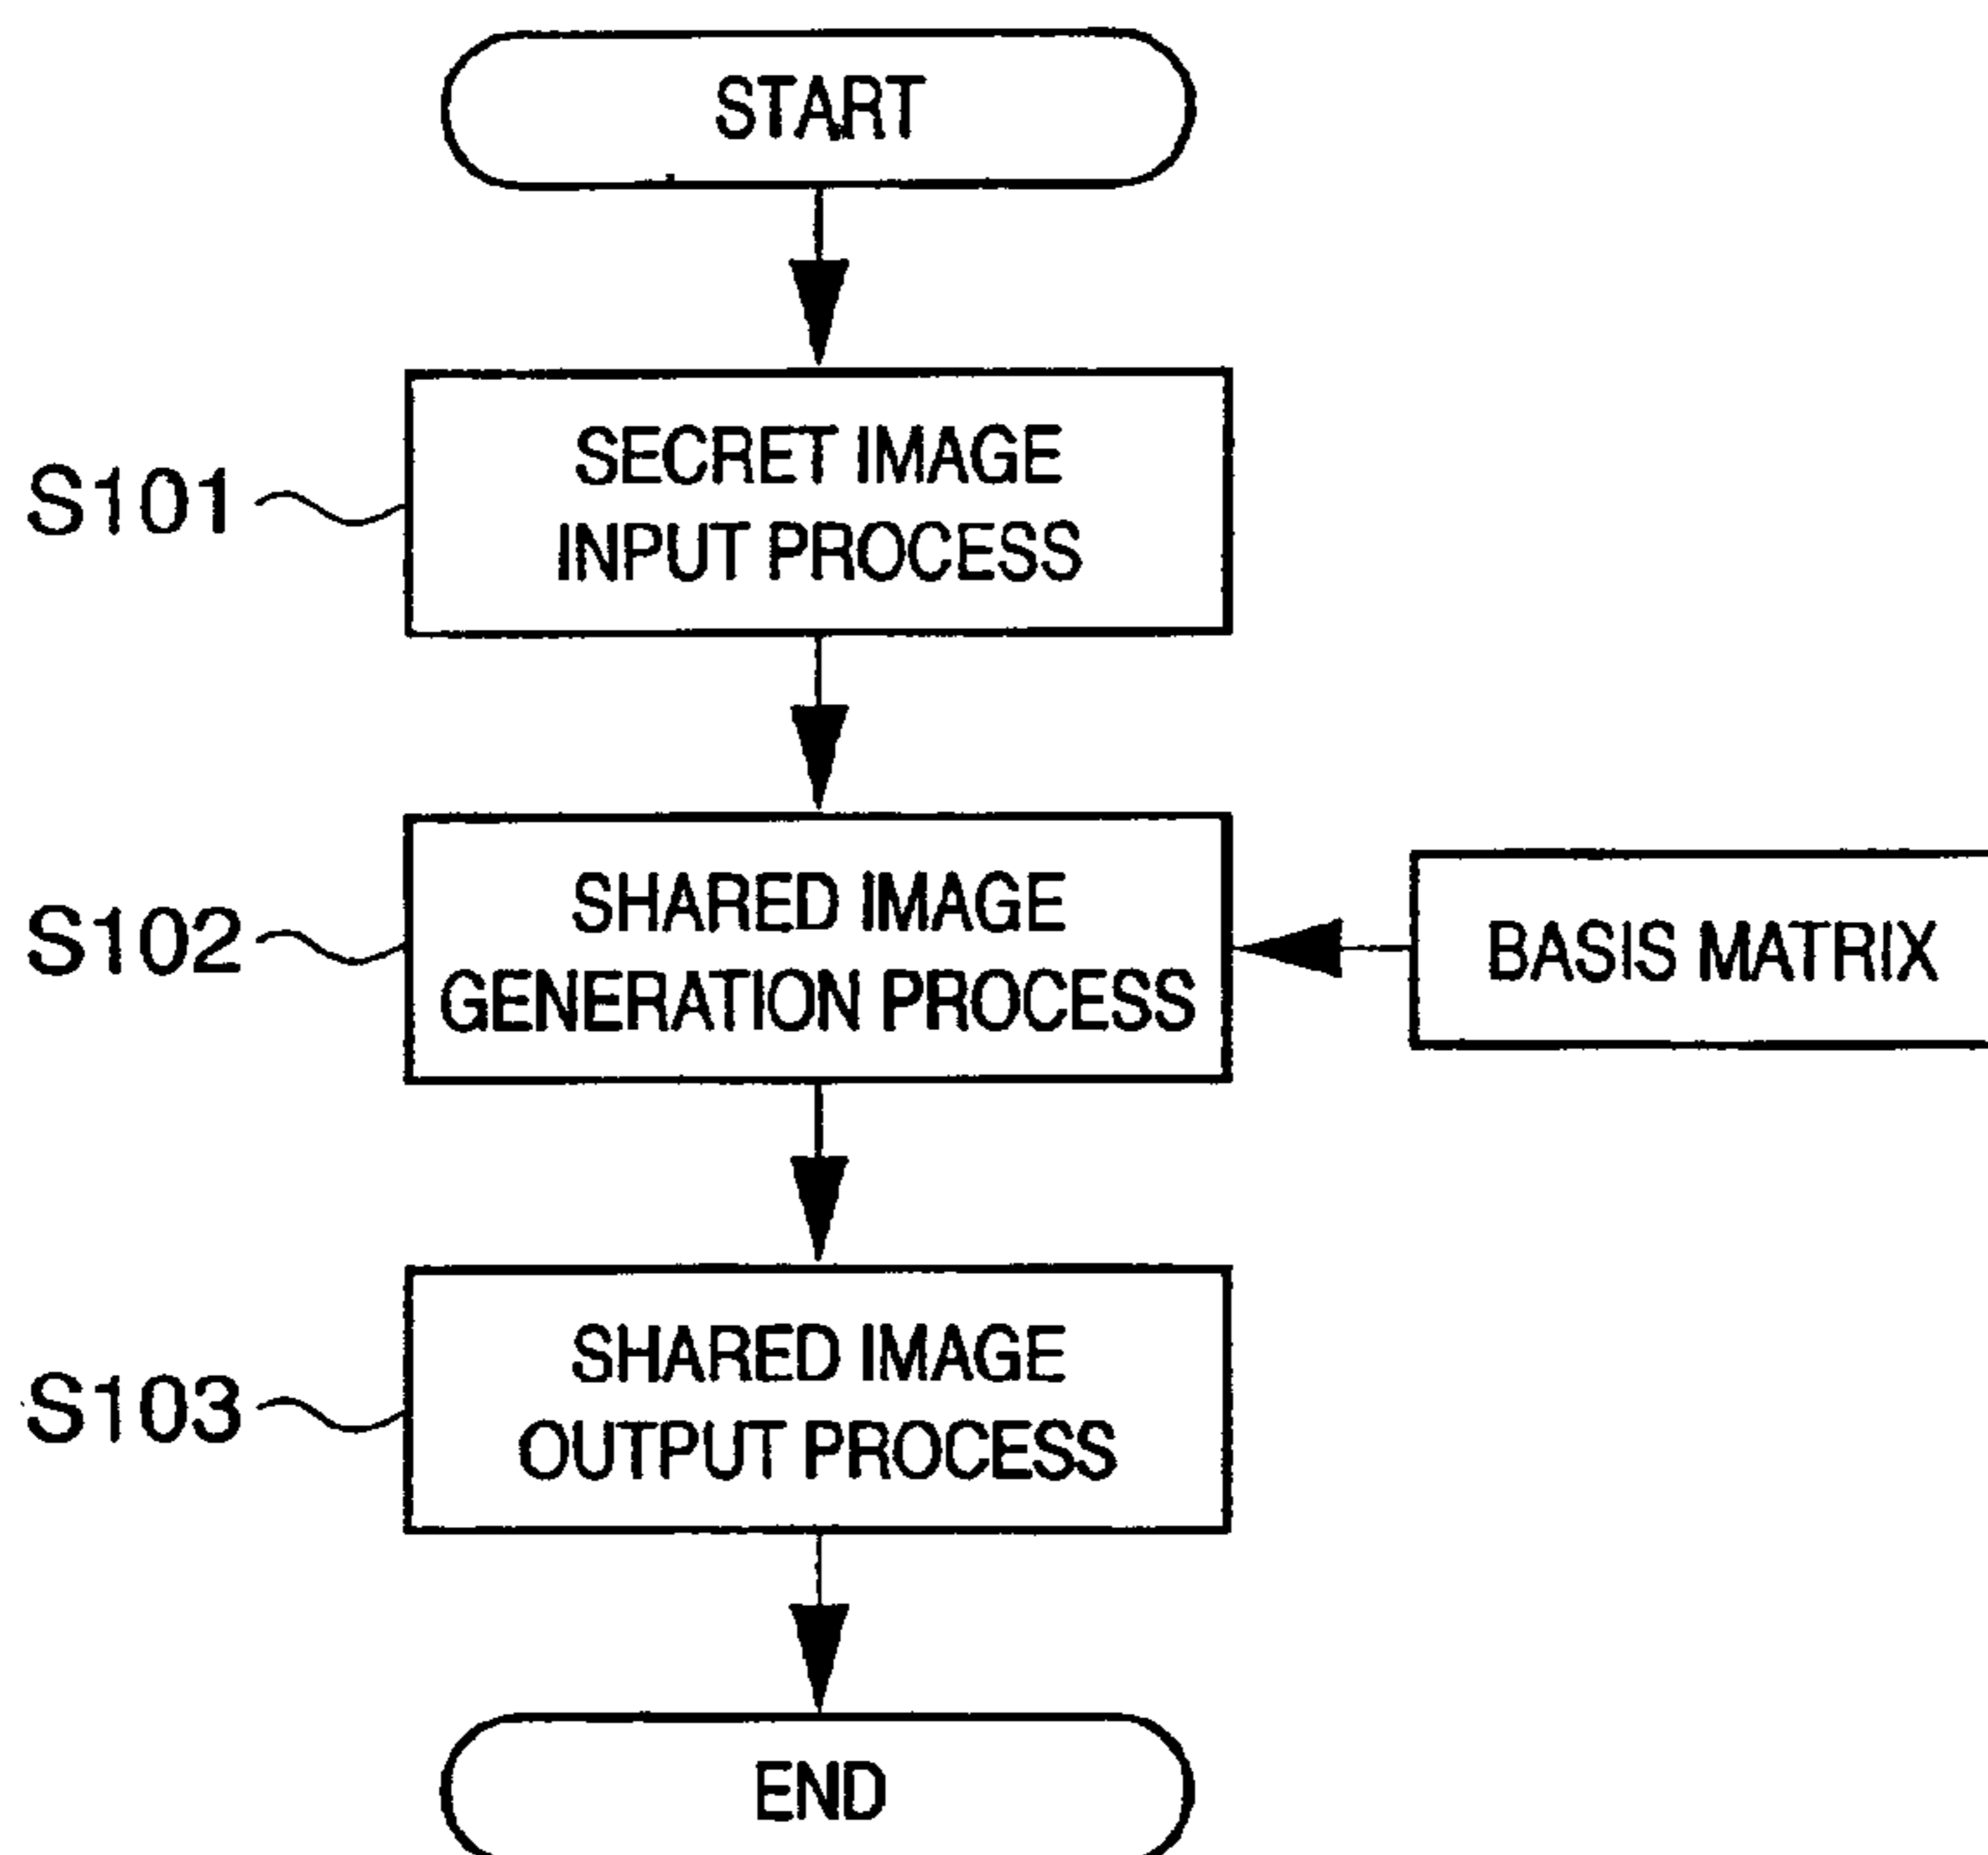 START
S101
SECRET IMAGE
INPUT PROCESS
S102
SHARED IMAGE
GENERATION PROCESS
BASIS MATRIX
S103
SHARED IMAGE
OUTPUT PROCESS
END